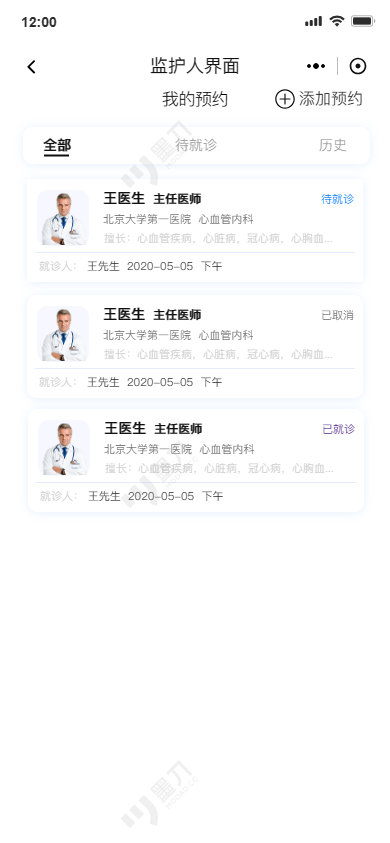 12:00
监护人界面
我的预约
添加预约
全部 待就诊 历史
王医生 主任医师 待就诊
北京大学第一医院 心血管内科
擅长：心血管疾病，心脏病，冠心病，心胸血...
就诊人： 王先生 2020-05-05 下午
王医生 主任医师 已取消
北京大学第一医院 心血管内科
擅长：心血管疾病，心脏病，冠心病，心胸血...
就诊人： 王先生 2020-05-05 下午
王医生 主任医师 已就诊
北京大学第一医院 心血管内科
擅长：心血管疾病，心脏病，冠心病，心胸血...
就诊人： 王先生 2020-05-05 下午
墨刀
MODAO.CC